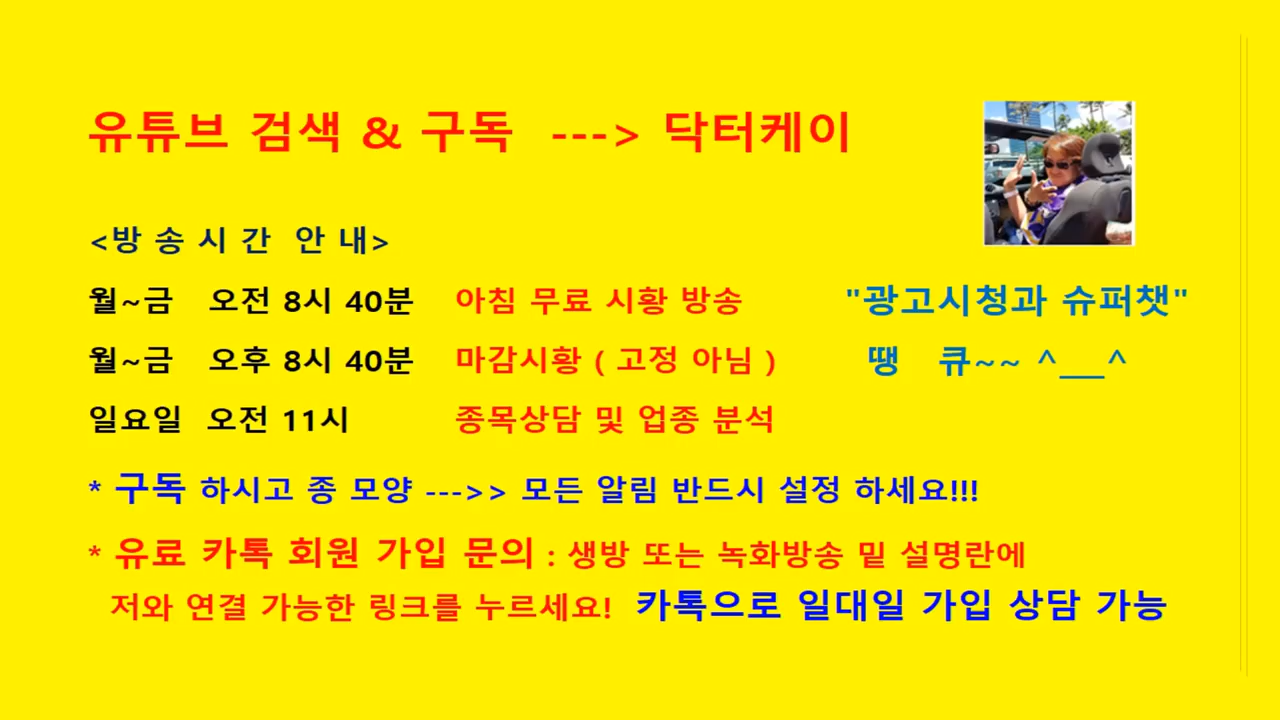 유튜브 검색 & 구독 ---> 닥터케이
<방 송 시 간 안 내>
월~금 오전 8시 40분 아침 무료 시황 방송 "광고시청과 슈퍼챗"
월~금 오후 8시 40분 마감시황 ( 고정 아님 ) 땡 큐~~ ^__^
일요일 오전 11시 종목상담 및 업종 분석
* 구독 하시고 종 모양 --->> 모든 알림 반드시 설정 하세요!!!
* 유료 카톡 회원 가입 문의 : 생방 또는 녹화방송 밑 설명란에
저와 연결 가능한 링크를 누르세요! 카톡으로 일대일 가입 상담 가능